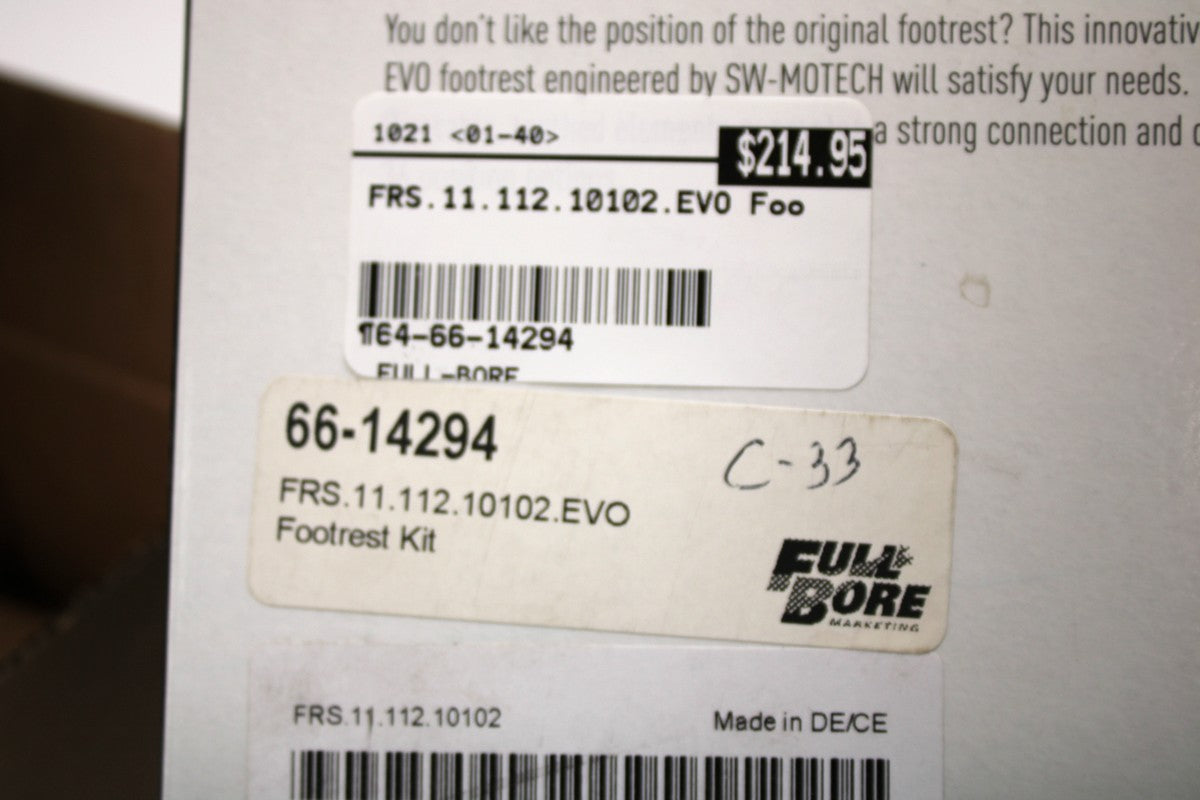 You don't like the position of the original footrest? This innovativ
EVO footrest engineered by SW-MOTECH will satisfy your needs.
a strong connection and
1021 <01-40>
$214.95
FRS.11.112.10102.EVO Foo
¶64-66-14294
FULL-BORE
66-14294
C-33
FRS.11.112.10102.EVO
Footrest Kit
FULL
BORE
MARKETING
FRS.11.112.10102
Made in DE/CE